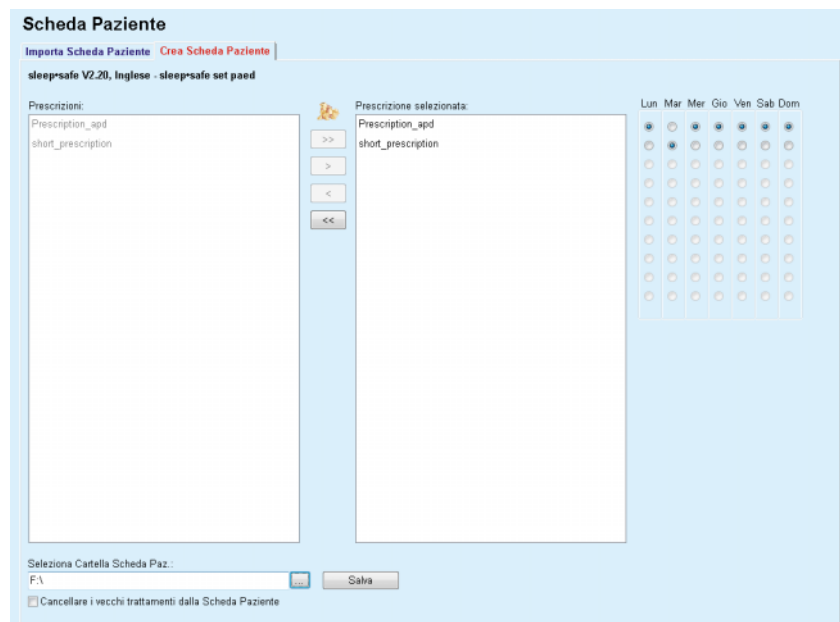 Scheda Paziente
Importa Scheda Paziente Crea Scheda Paziente
sleep•safe V2.20, Inglese - sleep•safe set paed
Prescrizioni:
Prescription_apd
short_prescription
>>
>
<
<<
Prescrizione selezionata:
Prescription_apd
short_prescription
Lun Mar Mer Gio Ven Sab Dom
Seleziona Cartella Scheda Paz.:
F:\
...
Salva
Cancellare i vecchi trattamenti dalla Scheda Paziente